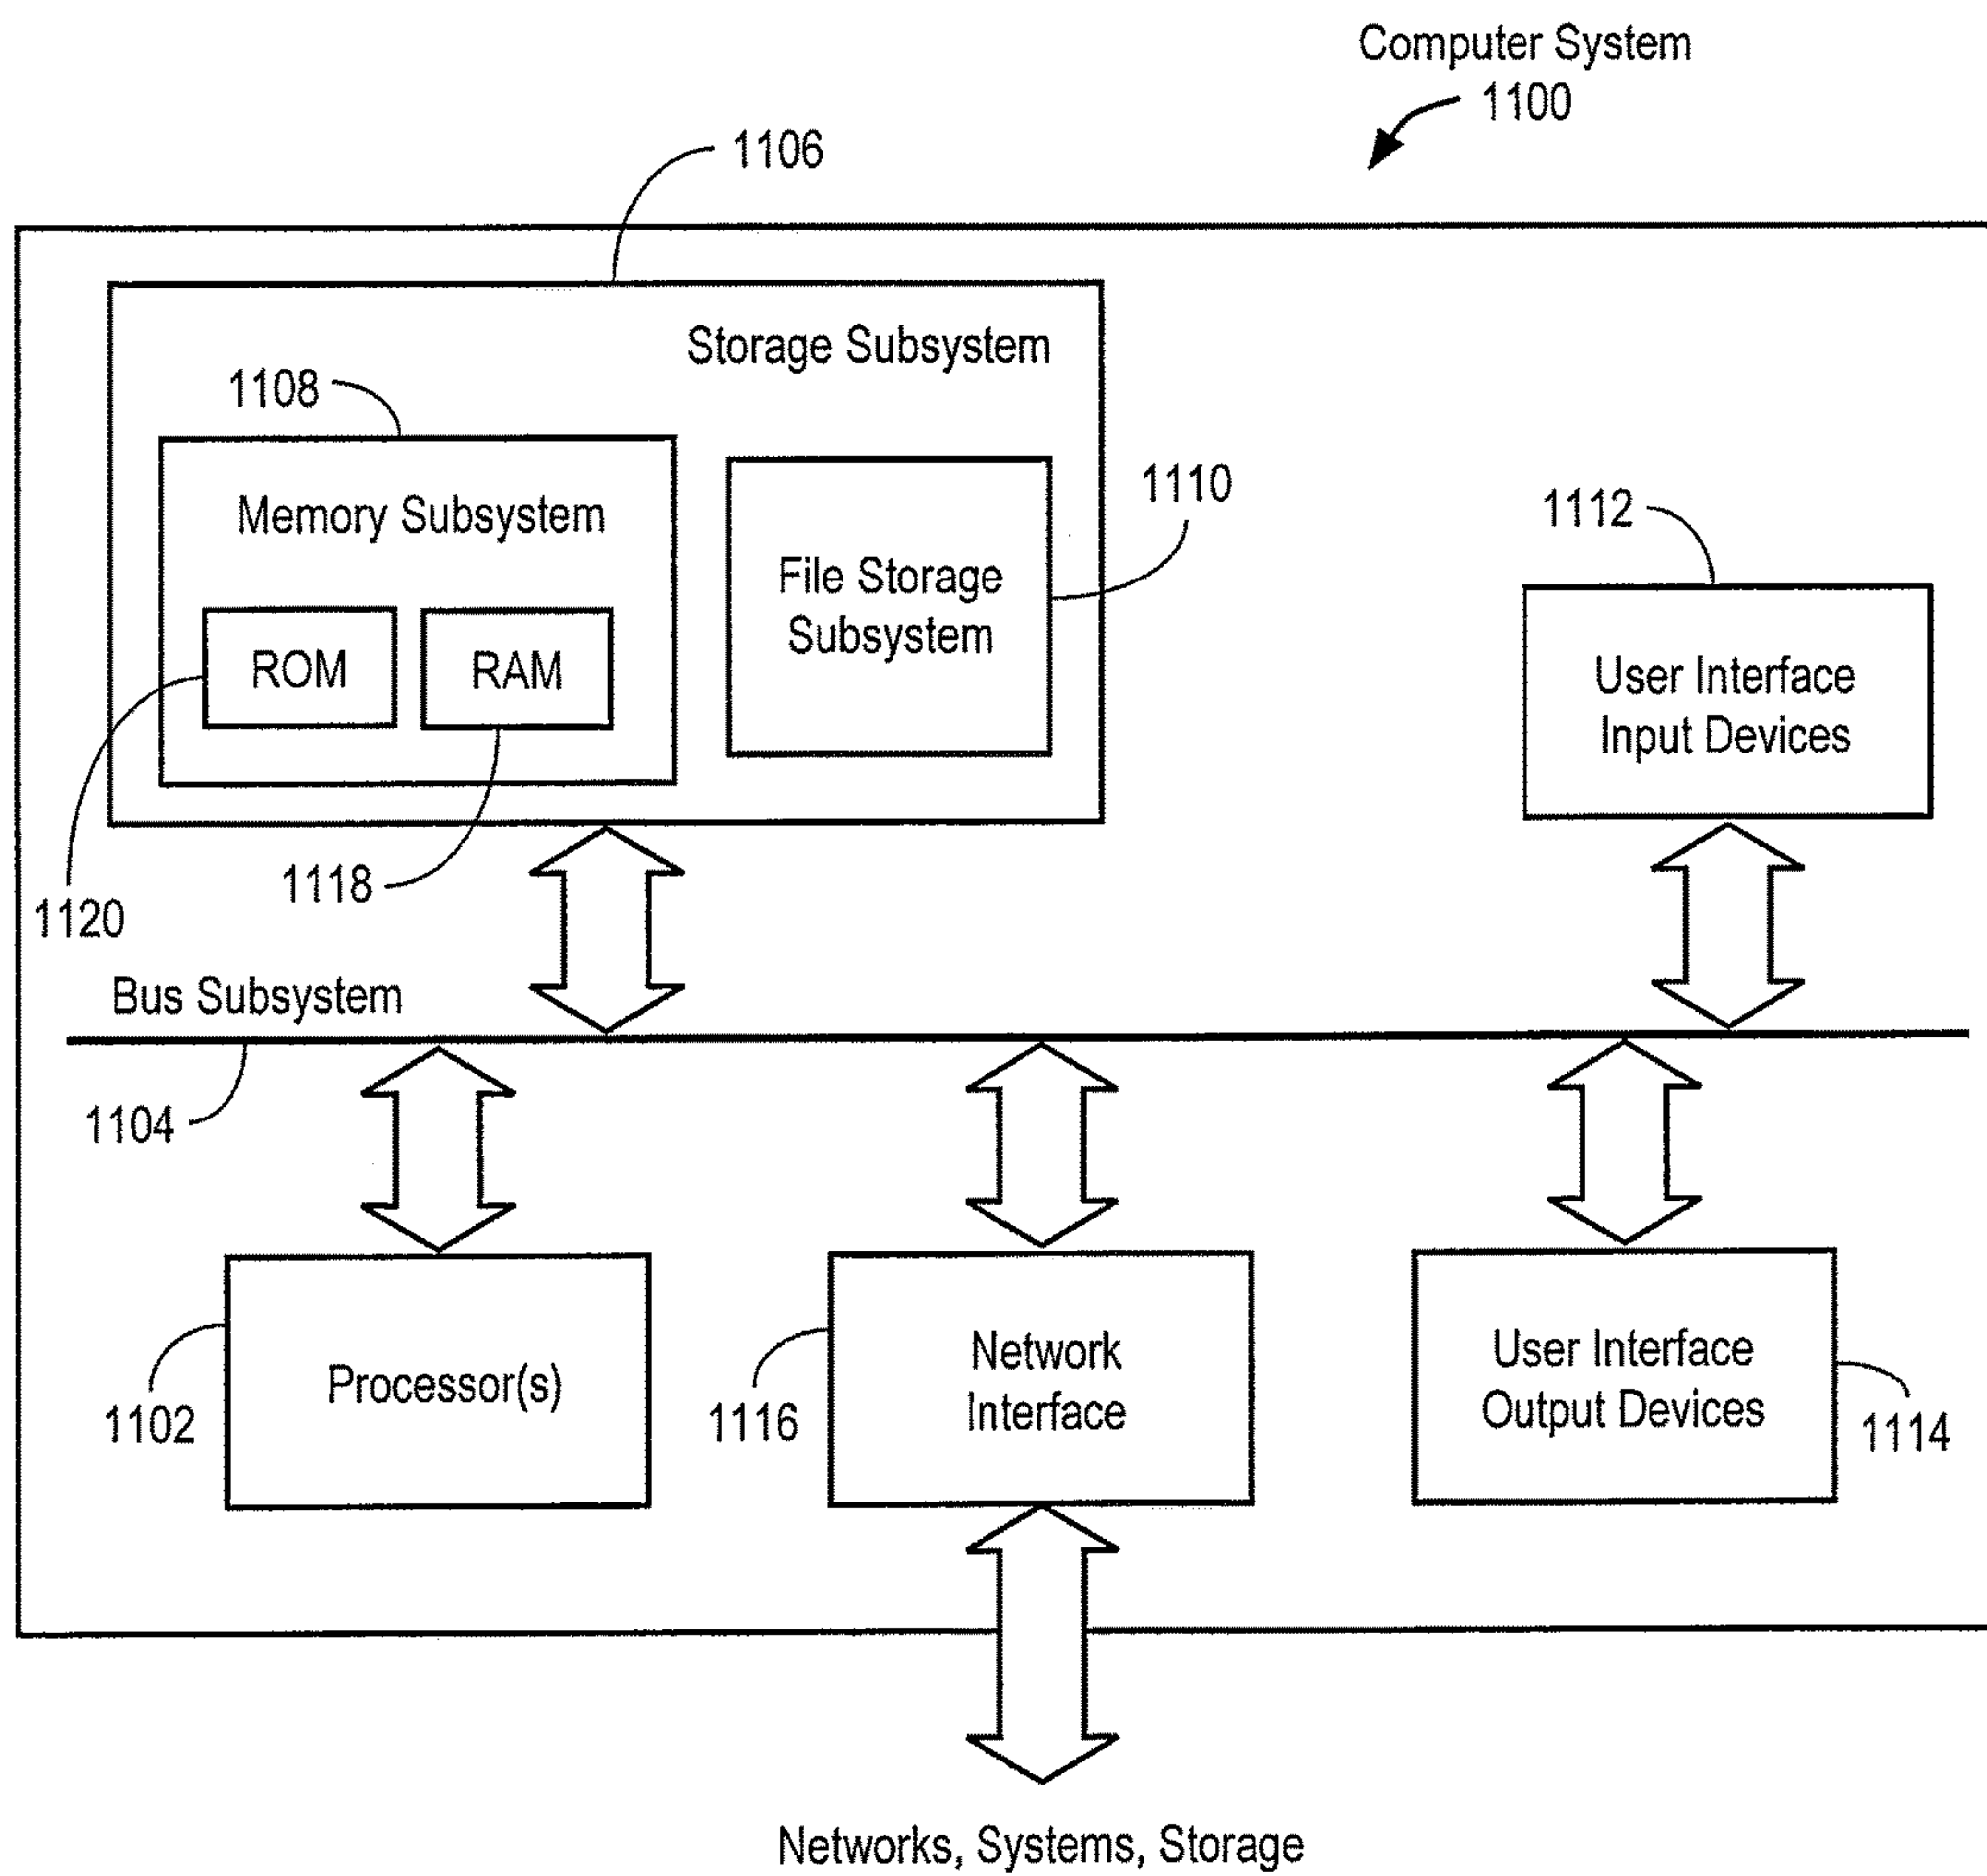 Computer System
1100
1106
Storage Subsystem
1108
Memory Subsystem
1110
File Storage
Subsystem
1112
ROM
RAM
User Interface
Input Devices
1118
1120
Bus Subsystem
1104
Processor(s)
1102
Network
Interface
1116
User Interface
Output Devices
1114
Networks, Systems, Storage